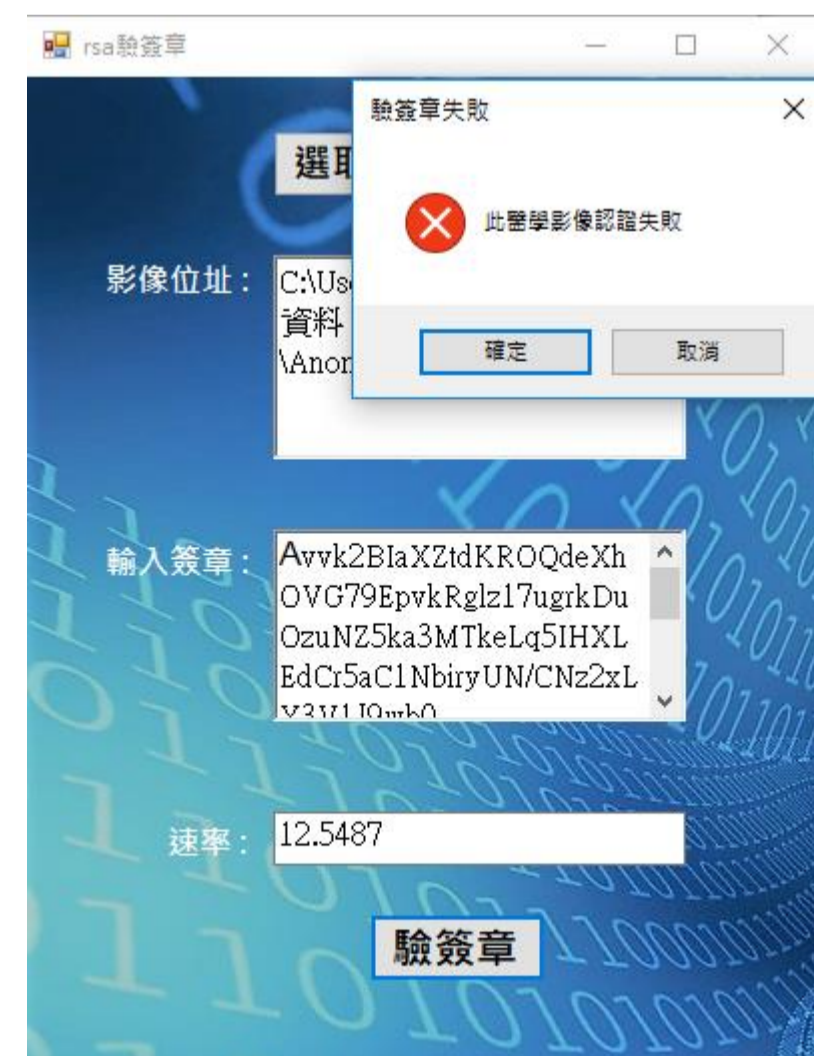 rsa驗簽章
驗簽章失敗
此醫學影像認證失敗
確定
取消
選取
影像位址：
C:\Use
資料
\Anon
輸入簽章：
Avvk2BIaXZtdKROQdeXh
OVG79EpvkRglz17ugrkDu
OzuNZ5ka3MTkeLq5IHXL
EdCr5aC1NbiryUN/CNz2xL
速率：
12.5487
驗簽章